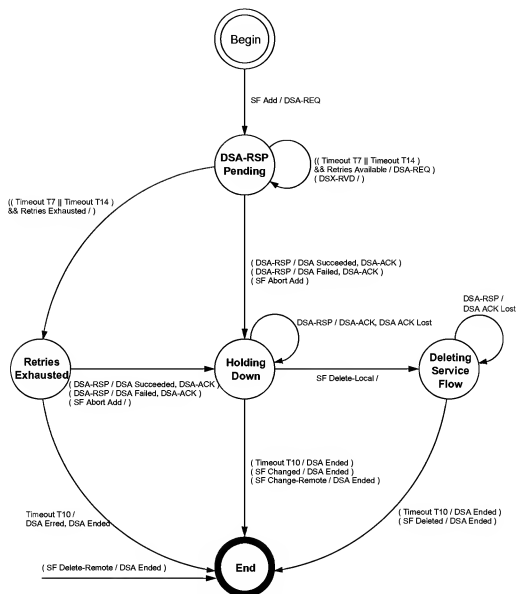 Begin
SF Add / DSA-REQ
DSA-RSP
Pending
(( Timeout T7 || Timeout T14 )
&& Retries Available / DSA-REQ )
( DSX-RVD / )
(( Timeout T7 || Timeout T14 )
&& Retries Exhausted / )
( DSA-RSP / DSA Succeeded, DSA-ACK )
( DSA-RSP / DSA Failed, DSA-ACK )
( SF Abort Add )
DSA-RSP /
DSA ACK Lost
DSA-RSP / DSA-ACK, DSA ACK Lost
Retries
Exhausted
Holding
Down
Deleting
Service
Flow
SF Delete-Local /
( DSA-RSP / DSA Succeeded, DSA-ACK )
( DSA-RSP / DSA Failed, DSA-ACK )
( SF Abort Add / )
( Timeout T10 / DSA Ended )
( SF Changed / DSA Ended )
( SF Change-Remote / DSA Ended )
Timeout T10 /
DSA Erred, DSA Ended
( Timeout T10 / DSA Ended )
( SF Deleted / DSA Ended )
( SF Delete-Remote / DSA Ended )
End